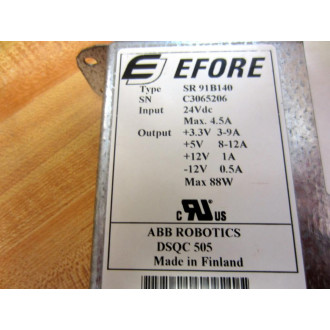 EFORE
Type SR 91B140
SN C3065206
Input 24Vdc
Max. 4.5A
Output +3.3V 3-9A
+5V 8-12A
+12V 1A
-12V 0.5A
Max 88W
c UR US
ABB ROBOTICS
DSQC 505
Made in Finland